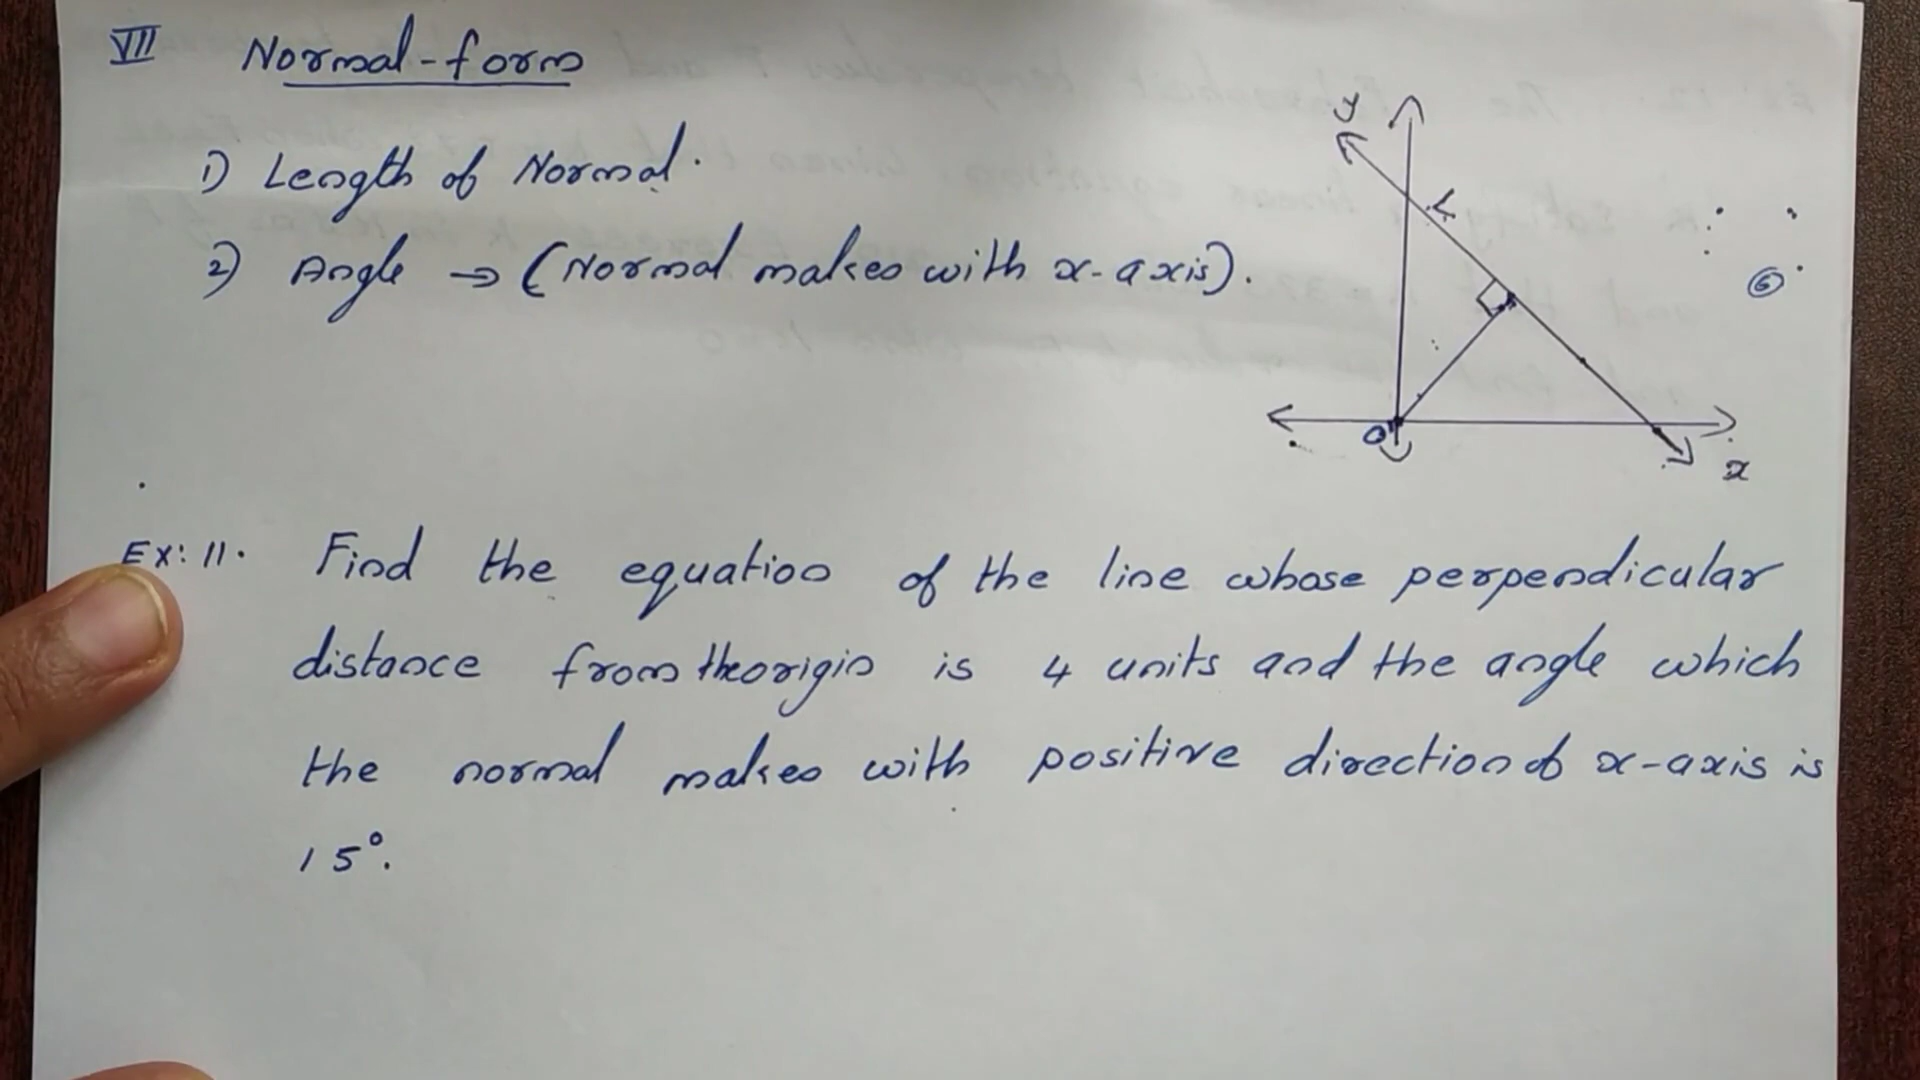 VII Normal-form
1) Length of Normal.
2) Angle → (Normal makes with x-axis).
y
L
6
O
x
Ex: 11. Find the equation of the line whose perpendicular
distance from the origin is 4 units and the angle which
the normal makes with positive direction of x-axis is
15°.